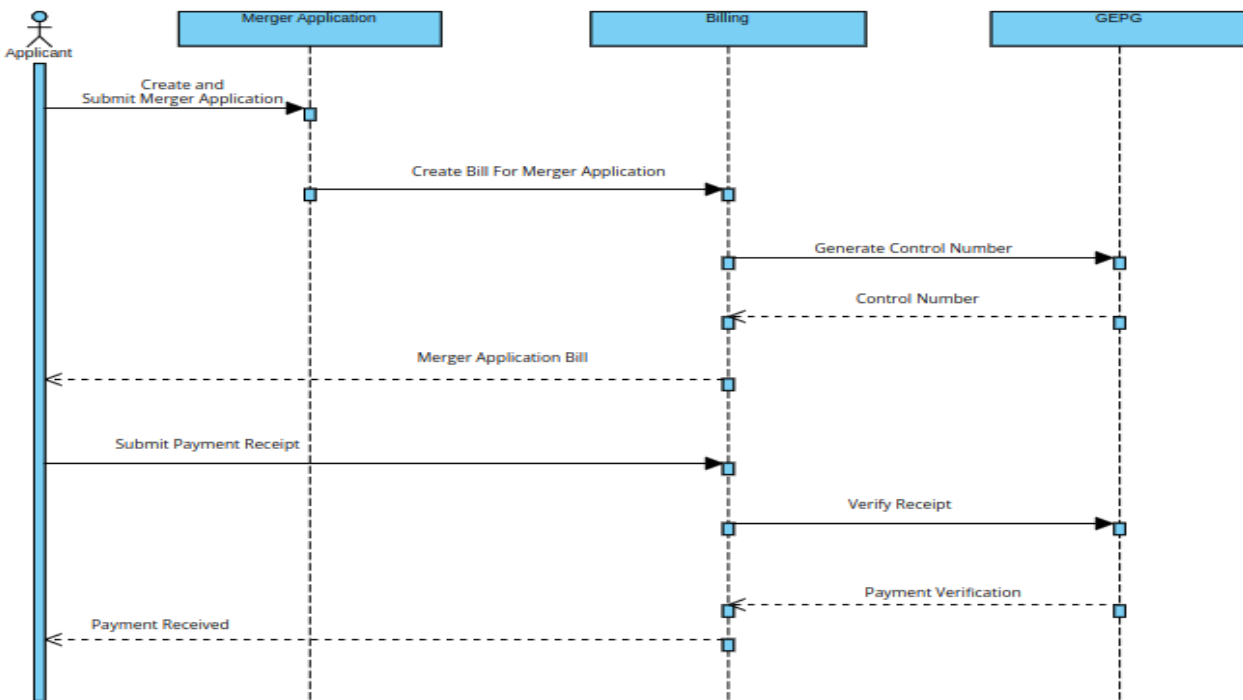 Merger Application
Billing
GEPG
Applicant
Create and
Submit Merger Application
Create Bill For Merger Application
Generate Control Number
Control Number
Merger Application Bill
Submit Payment Receipt
Verify Receipt
Payment Verification
Payment Received